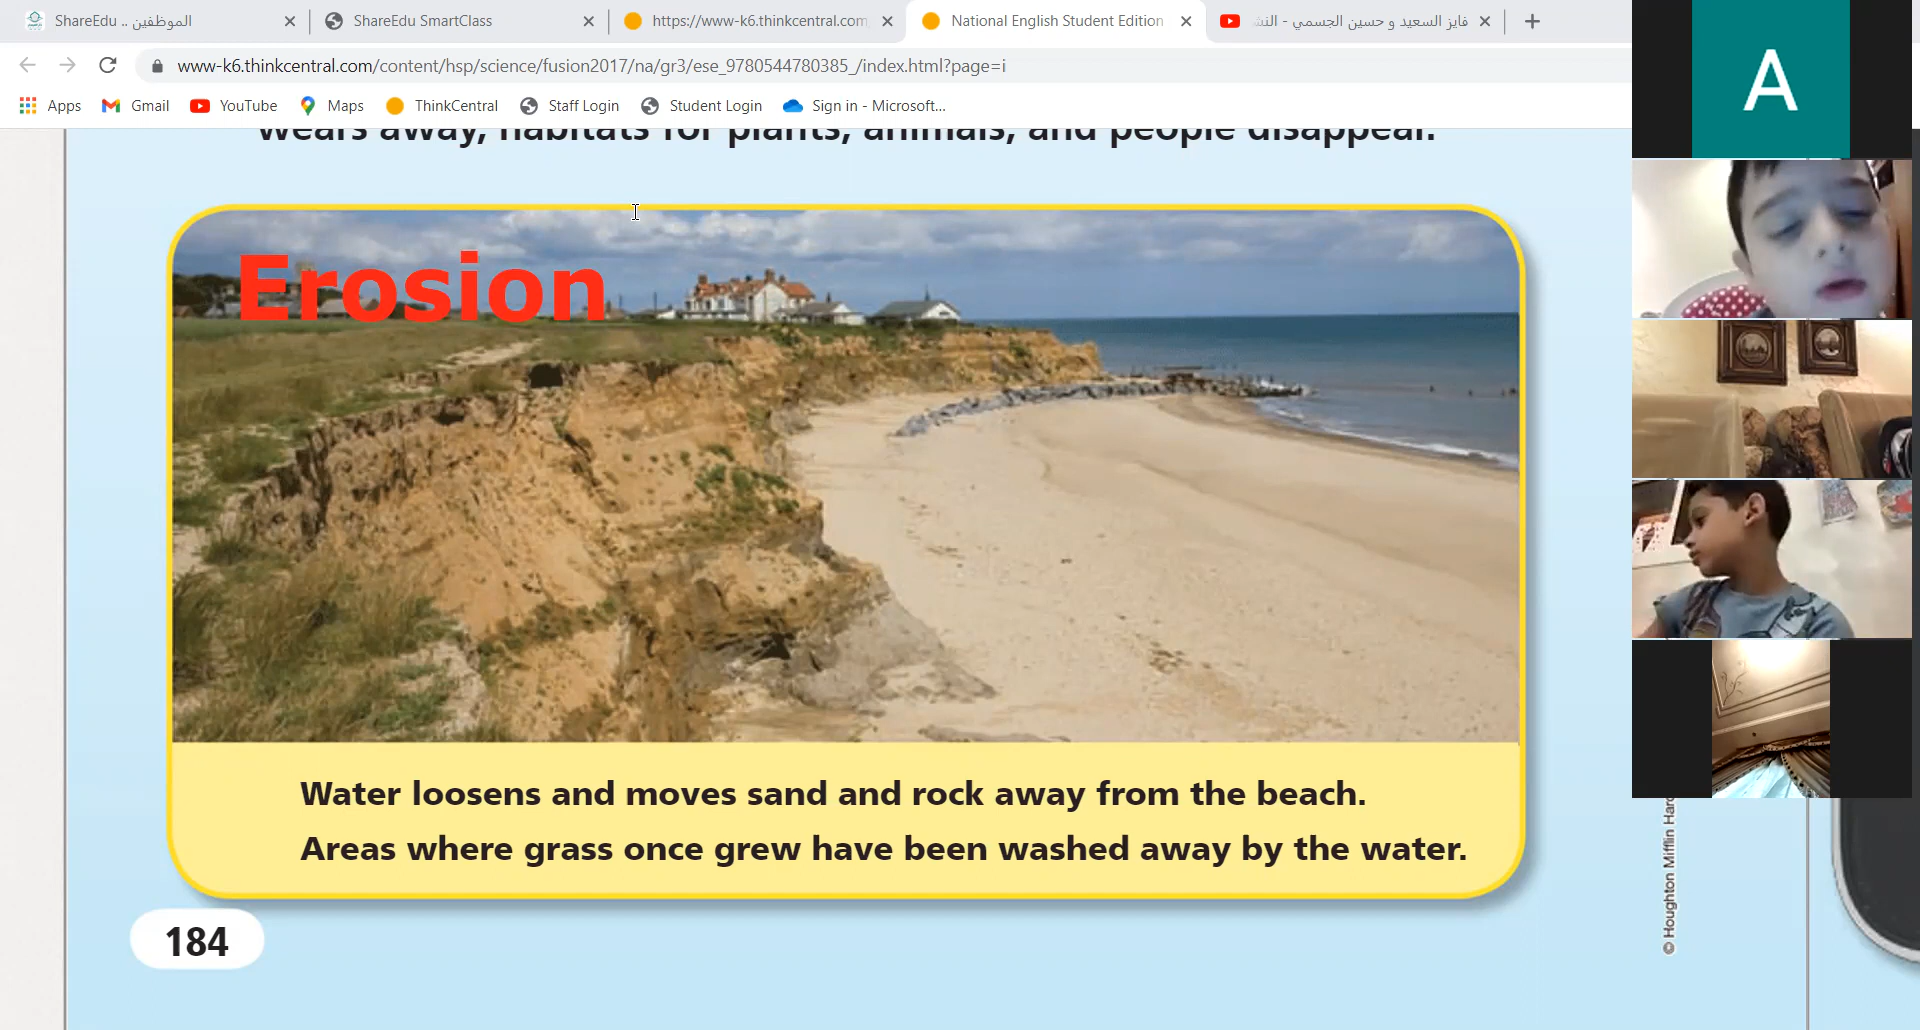 ShareEdu .. الموظفين
ShareEdu SmartClass
https://www-k6.thinkcentral.com
National English Student Edition
فايز السعيد و حسين الجسمي - النش
www-k6.thinkcentral.com/content/hsp/science/fusion2017/na/gr3/ese_9780544780385_/index.html?page=i
Apps
Gmail
YouTube
Maps
ThinkCentral
Staff Login
Student Login
Sign in - Microsoft...
wears away, habitats for plants, animals, and people disappear.
Erosion
Water loosens and moves sand and rock away from the beach.
Areas where grass once grew have been washed away by the water.
184
© Houghton Mifflin Harc
A